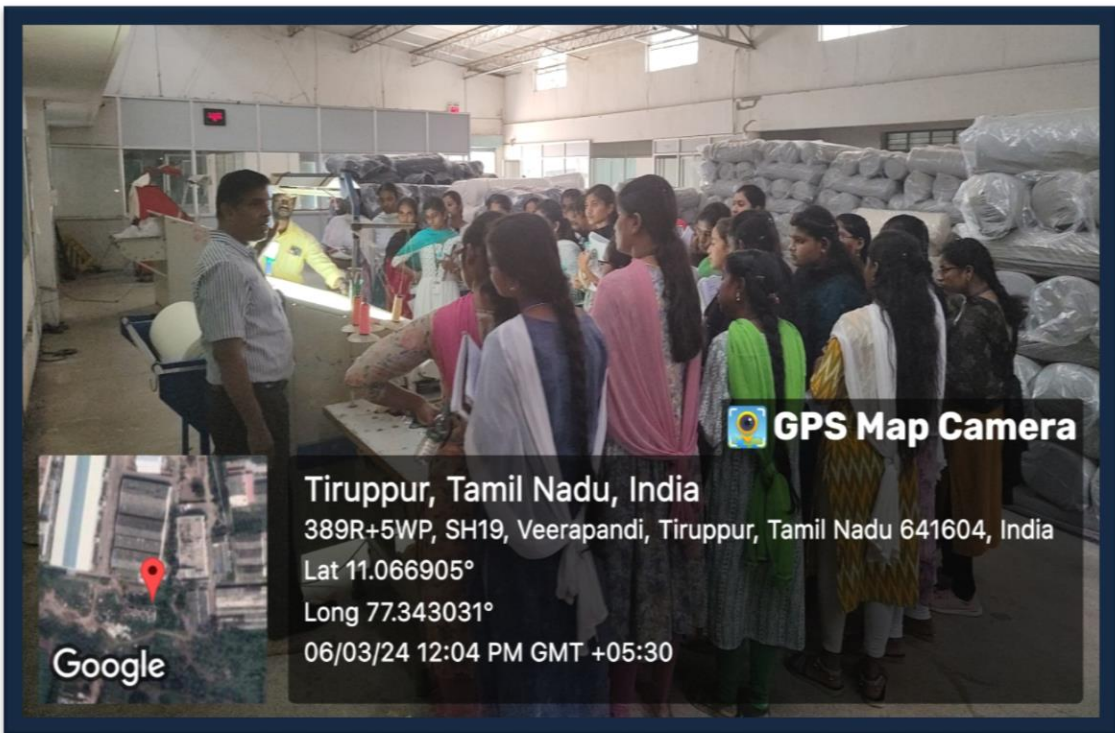 GPS Map Camera
Tiruppur, Tamil Nadu, India
389R+5WP, SH19, Veerapandi, Tiruppur, Tamil Nadu 641604, India
Lat 11.066905°
Long 77.343031°
06/03/24 12:04 PM GMT +05:30
Google